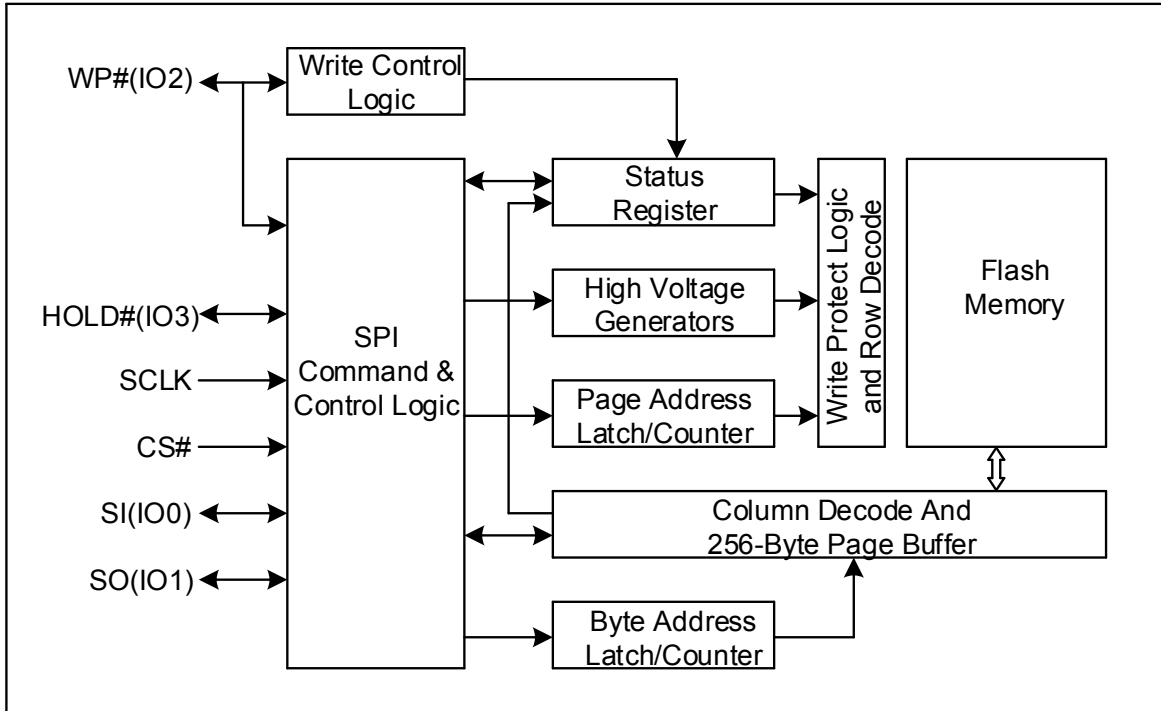 WP#(IO2)
Write Control
Logic
HOLD#(IO3)
SCLK
CS#
SI(IO0)
SO(IO1)
SPI
Command &
Control Logic
Status
Register
High Voltage
Generators
Page Address
Latch/Counter
Write Protect Logic
and Row Decode
Flash
Memory
Column Decode And
256-Byte Page Buffer
Byte Address
Latch/Counter